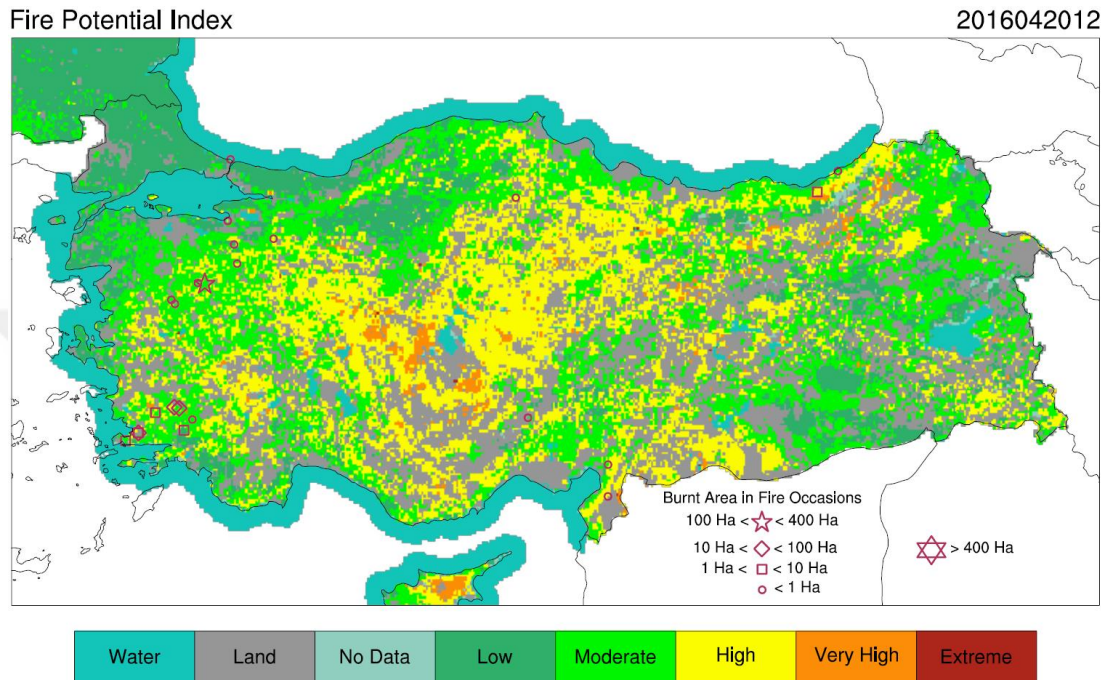 Fire Potential Index 2016042012
Burnt Area in Fire Occasions
100 Ha < < 400 Ha
10 Ha < < 100 Ha > 400 Ha
1 Ha < < 10 Ha
< 1 Ha
Water Land No Data Low Moderate High Very High Extreme